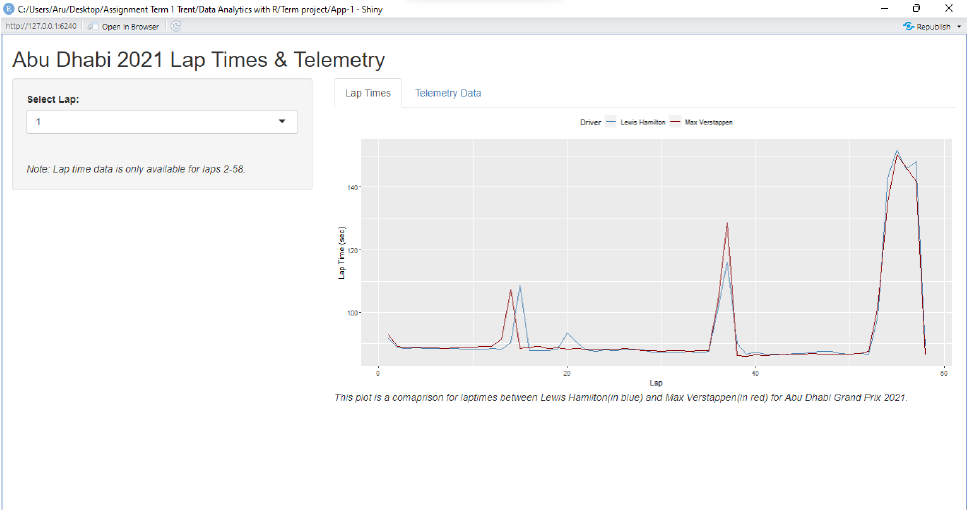 C:/Users/Aru/Desktop/Assignment Term 1 Trent/Data Analytics with R/Term project/App-1 - Shiny
http://127.0.0.1:6240 Open in Browser Republish
Abu Dhabi 2021 Lap Times & Telemetry
Select Lap:
1
Note: Lap time data is only available for laps 2-58.
Lap Times Telemetry Data
Driver Lewis Hamilton Max Verstappen
Lap Time (sec)
140
120
100
0 20 40 60
Lap
This plot is a comaprison for laptimes between Lewis Hamilton(in blue) and Max Verstappen(in red) for Abu Dhabi Grand Prix 2021.